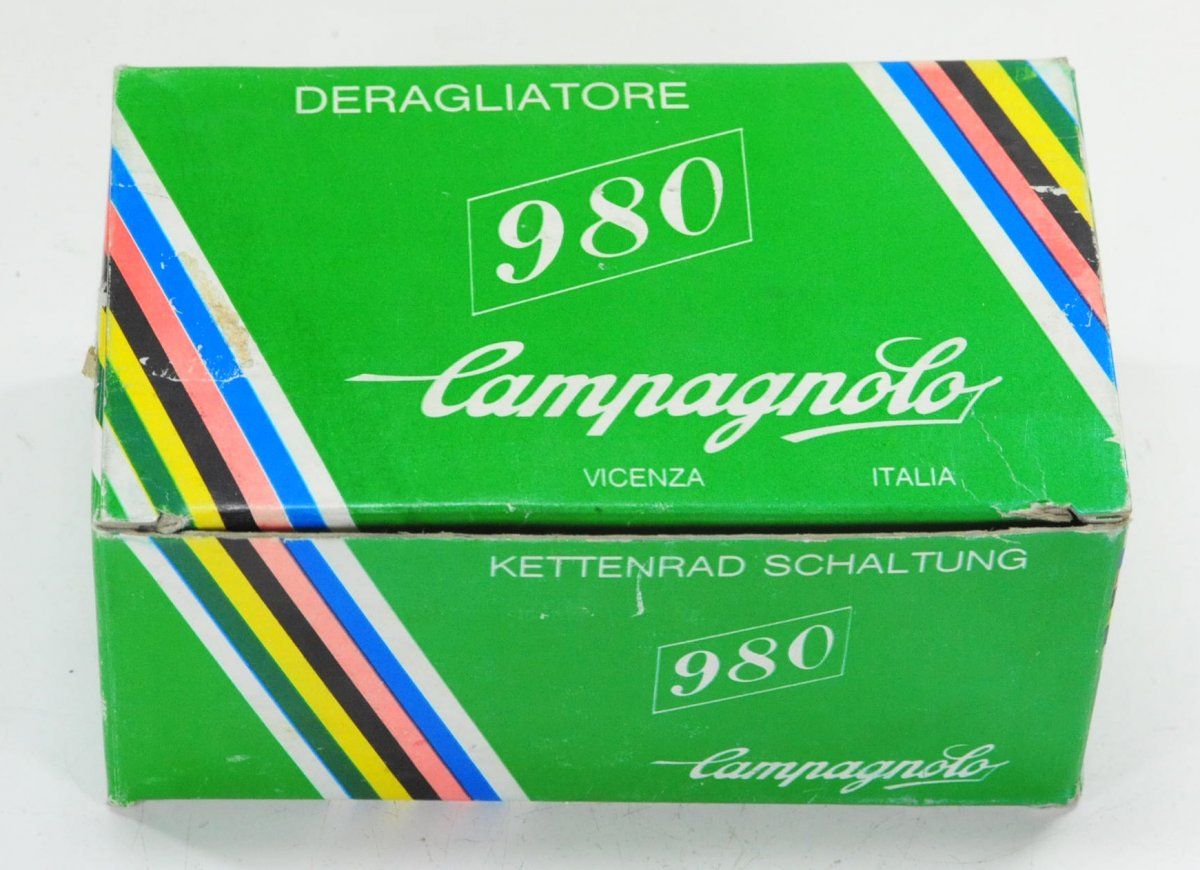 DERAGLIATORE
980
Campagnolo
VICENZA ITALIA
KETTENRAD SCHALTUNG
980
Campagnolo